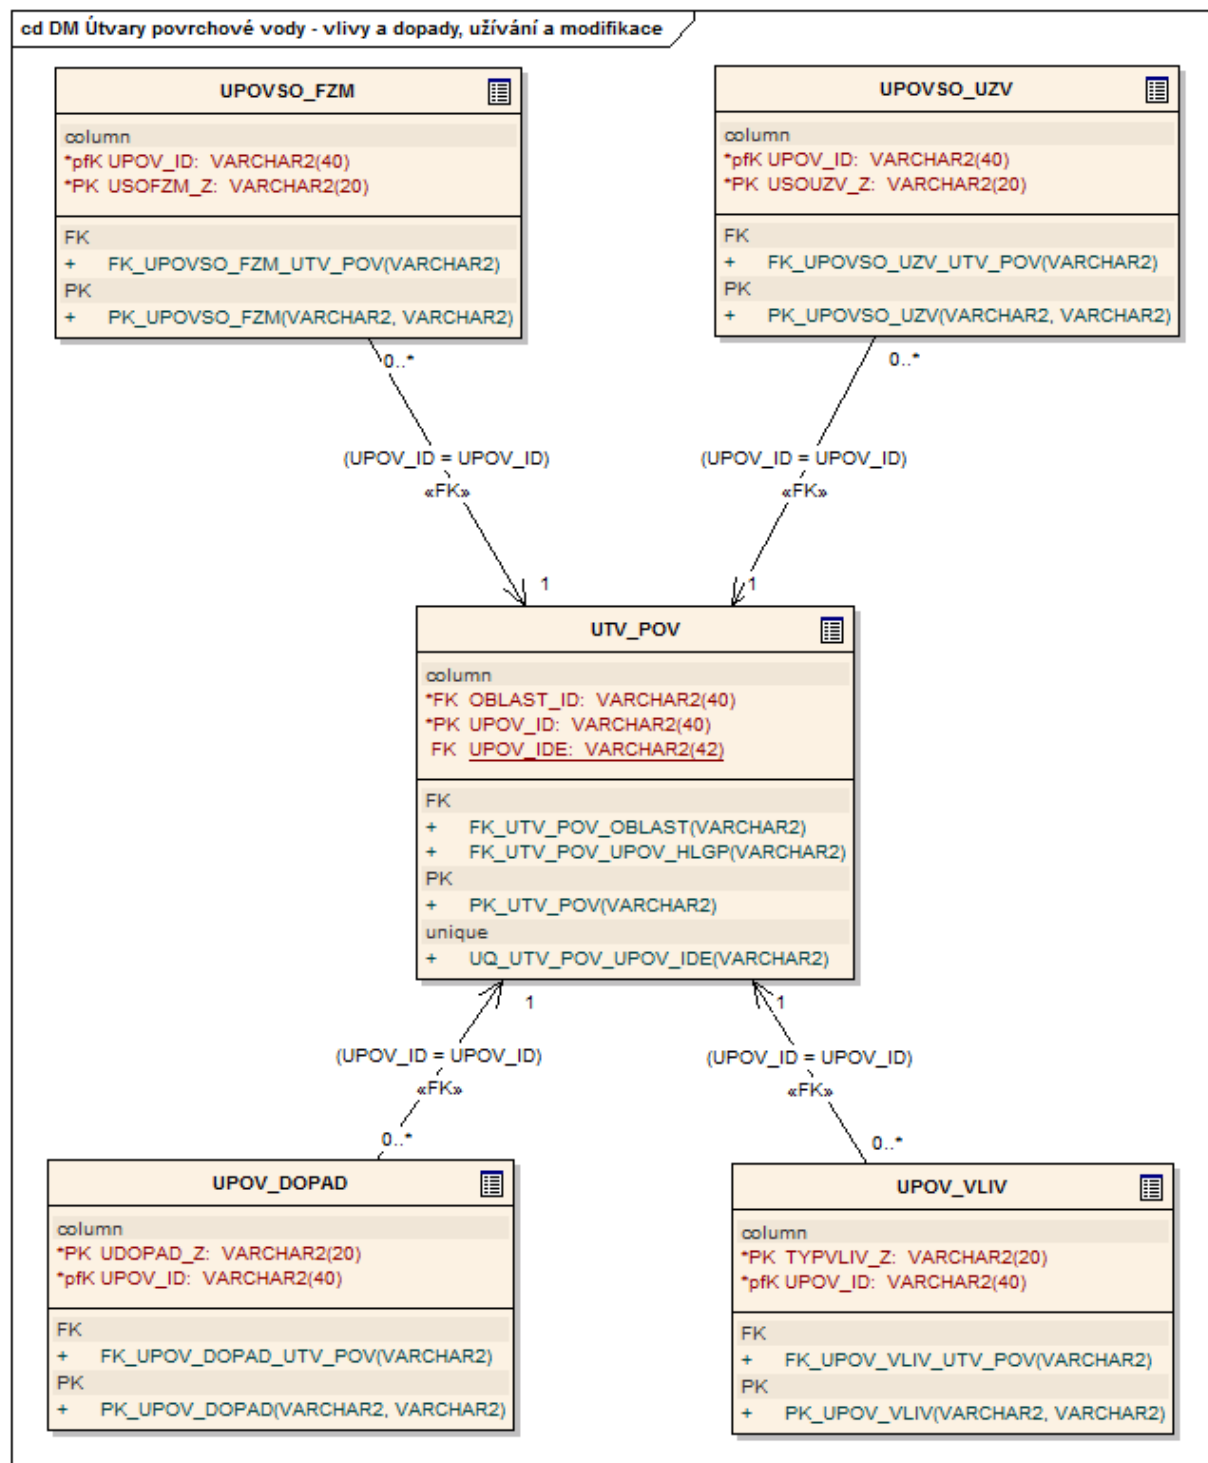 cd DM Útvary povrchové vody - vlivy a dopady, užívání a modifikace
UPOVSO_FZM
column
*pfK UPOV_ID: VARCHAR2(40)
*PK USOFZM_Z: VARCHAR2(20)
FK
+ FK_UPOVSO_FZM_UTV_POV(VARCHAR2)
PK
+ PK_UPOVSO_FZM(VARCHAR2, VARCHAR2)
UPOVSO_UZV
column
*pfK UPOV_ID: VARCHAR2(40)
*PK USOUZV_Z: VARCHAR2(20)
FK
+ FK_UPOVSO_UZV_UTV_POV(VARCHAR2)
PK
+ PK_UPOVSO_UZV(VARCHAR2, VARCHAR2)
0..*
(UPOV_ID = UPOV_ID)
«FK»
1
0..*
(UPOV_ID = UPOV_ID)
«FK»
1
UTV_POV
column
*FK OBLAST_ID: VARCHAR2(40)
*PK UPOV_ID: VARCHAR2(40)
FK UPOV_IDE: VARCHAR2(42)
FK
+ FK_UTV_POV_OBLAST(VARCHAR2)
+ FK_UTV_POV_UPOV_HLGP(VARCHAR2)
PK
+ PK_UTV_POV(VARCHAR2)
unique
+ UQ_UTV_POV_UPOV_IDE(VARCHAR2)
1
(UPOV_ID = UPOV_ID)
«FK»
0..*
1
(UPOV_ID = UPOV_ID)
«FK»
0..*
UPOV_DOPAD
column
*PK UDOPAD_Z: VARCHAR2(20)
*pfK UPOV_ID: VARCHAR2(40)
FK
+ FK_UPOV_DOPAD_UTV_POV(VARCHAR2)
PK
+ PK_UPOV_DOPAD(VARCHAR2, VARCHAR2)
UPOV_VLIV
column
*PK TYPVLIV_Z: VARCHAR2(20)
*pfK UPOV_ID: VARCHAR2(40)
FK
+ FK_UPOV_VLIV_UTV_POV(VARCHAR2)
PK
+ PK_UPOV_VLIV(VARCHAR2, VARCHAR2)